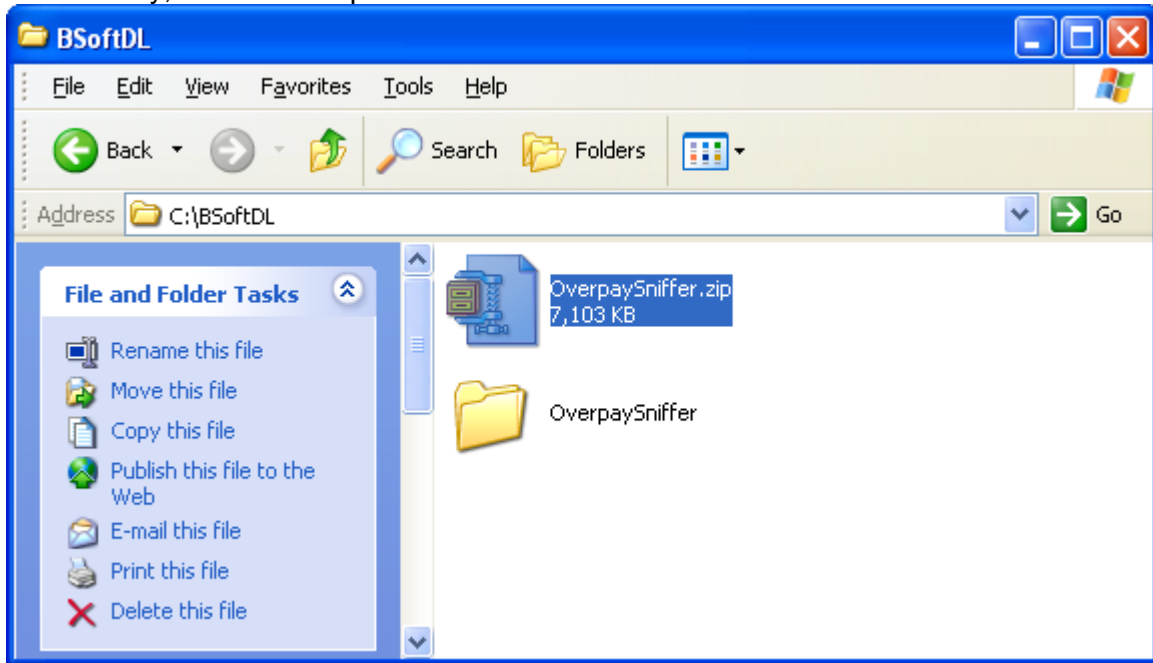 BSoftDL
File Edit View Favorites Tools Help
Back Search Folders
Address C:\BSoftDL Go
File and Folder Tasks
Rename this file
Move this file
Copy this file
Publish this file to the
Web
E-mail this file
Print this file
Delete this file
OverpaySniffer.zip
7,103 KB
OverpaySniffer